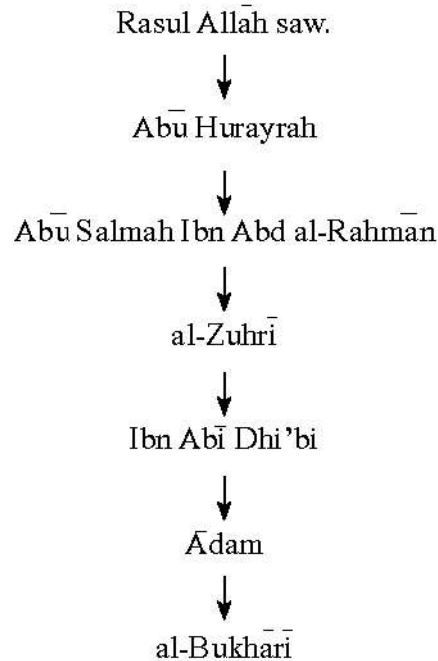 Rasul Allāh saw.
Abū Hurayrah
Abū Salmah Ibn Abd al-Rahmān
al-Zuhrī
Ibn Abī Dhi’bi
Ādam
al-Bukhārī